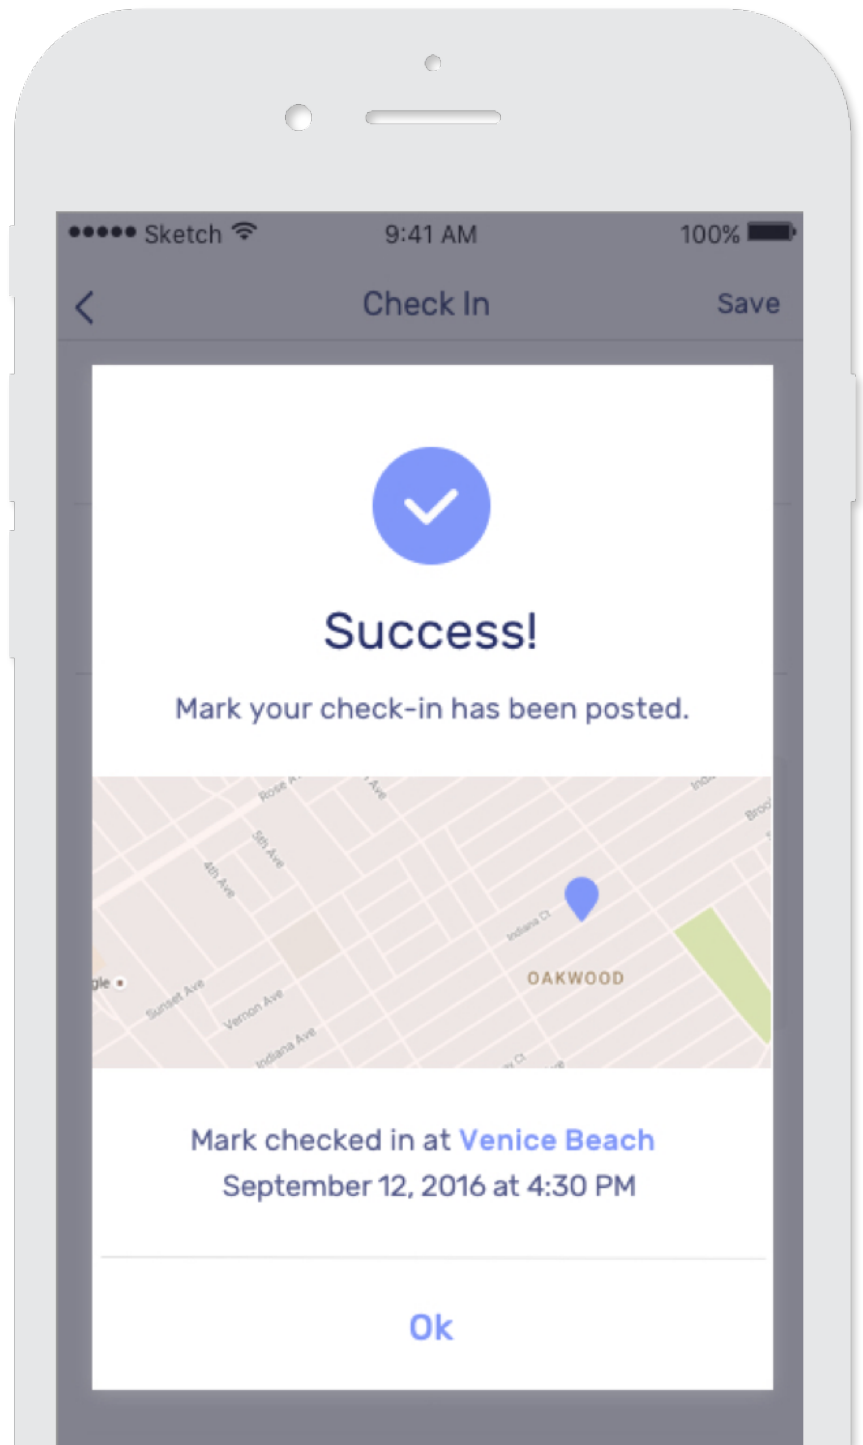 Sketch 9:41 AM 100%
Check In Save
Success!
Mark your check-in has been posted.
Rose
Ave
5th Ave
4th Ave
Indiana Ct
OAKWOOD
Sunset Ave
Vernon Ave
Indiana Ave
Ct
Mark checked in at Venice Beach
September 12, 2016 at 4:30 PM
Ok